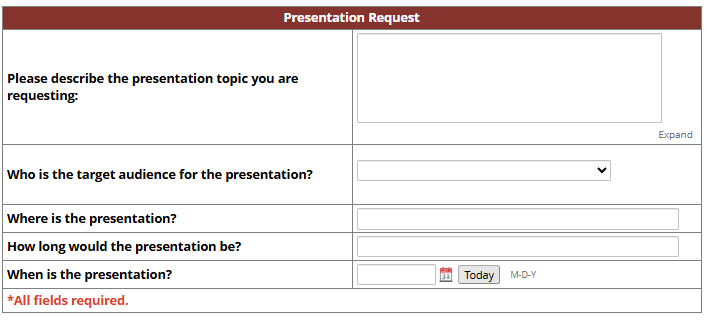 Presentation Request
Please describe the presentation topic you are
requesting:
Expand
Who is the target audience for the presentation?
Where is the presentation?
How long would the presentation be?
When is the presentation?
31 Today M-D-Y
*All fields required.